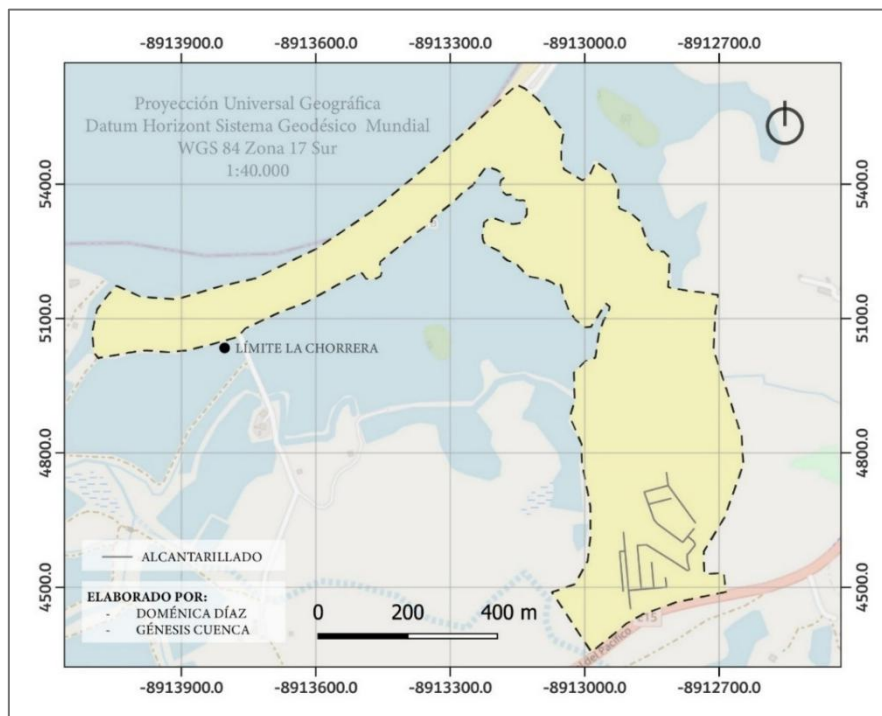 -8913900.0 -8913600.0 -8913300.0 -8913000.0 -8912700.0
Proyección Universal Geográfica
Datum Horizont Sistema Geodésico Mundial
WGS 84 Zona 17 Sur
1:40.000
5400.0 5400.0
5100.0 5100.0
LÍMITE LA CHORRERA
4800.0 4800.0
ALCANTARILLADO
4500.0 4500.0
ELABORADO POR:
- DOMÉNICA DÍAZ
- GÉNESIS CUENCA
0 200 400 m
E15
del Pacífico
-8913900.0 -8913600.0 -8913300.0 -8913000.0 -8912700.0